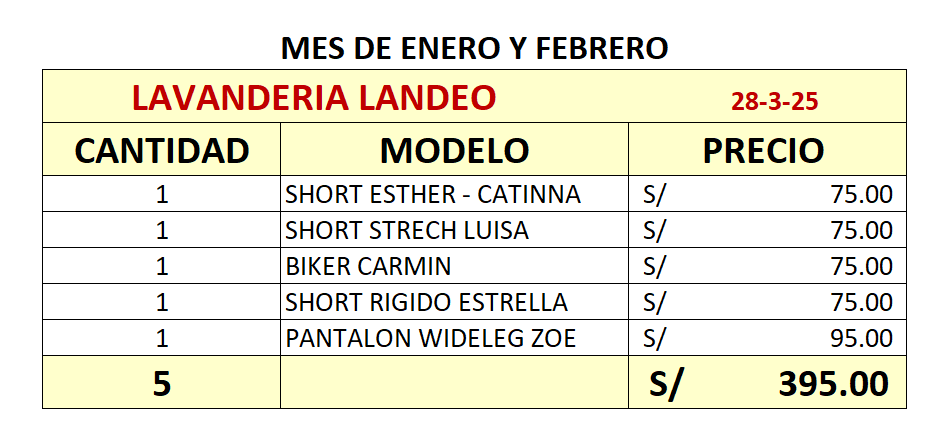 MES DE ENERO Y FEBRERO
LAVANDERIA LANDEO 28-3-25
CANTIDAD MODELO PRECIO
1 SHORT ESTHER - CATINNA S/ 75.00
1 SHORT STRECH LUISA S/ 75.00
1 BIKER CARMIN S/ 75.00
1 SHORT RIGIDO ESTRELLA S/ 75.00
1 PANTALON WIDELEG ZOE S/ 95.00
5 S/ 395.00